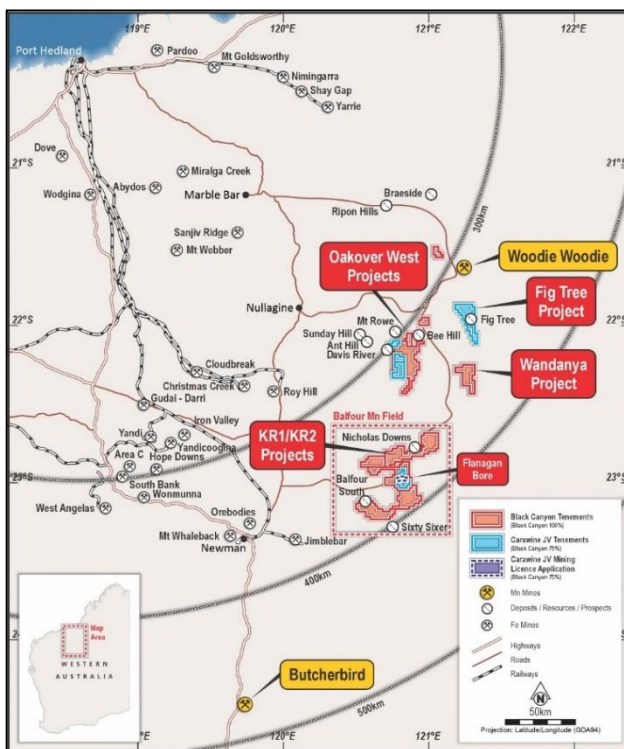 119°E
120°E
121°E
122°E
Port Hedland
Pardoo
Mt Goldsworthy
Nimingarra
Shay Gap
Yarrie
Dove
21°S
21°S
Miralga Creek
Abydos
Wodgina
Marble Bar
Braeside
Ripon Hills
Sanjiv Ridge
Mt Webber
300km
Woodie Woodie
Oakover West
Projects
Fig Tree
Project
Nullagine
Mt Rowe
Fig Tree
22°S
22°S
Sunday Hill
Bee Hill
Ant Hill
Davis River
Cloudbreak
Wandanya
Project
Christmas Creek
Roy Hill
Gudai - Darri
Iron Valley
Balfour Mn Field
KR1/KR2
Projects
Nicholas Downs
Yandi
Yandicoogina
Area C
Hope Downs
Flanagan
Bore
23°S
23°S
South Bank
Balfour
South
West Angelas
Wonmunna
Orebodies
Sixty Sixer
Mt Whaleback
Newman
Jimblebar
400km
Black Canyon Tenements
(Black Canyon 100%)
Carawine JV Tenements
(Black Canyon 75%)
Carawine JV Mining
Licence Application
(Black Canyon 75%)
Mn Mines
Deposits / Resources / Prospects
Fe Mines
Highways
Roads
Railways
N
50km
Projection: Latitude/Longitude (GDA94)
Map
Area
WESTERN
AUSTRALIA
Butcherbird
500km
119°E
120°E
121°E